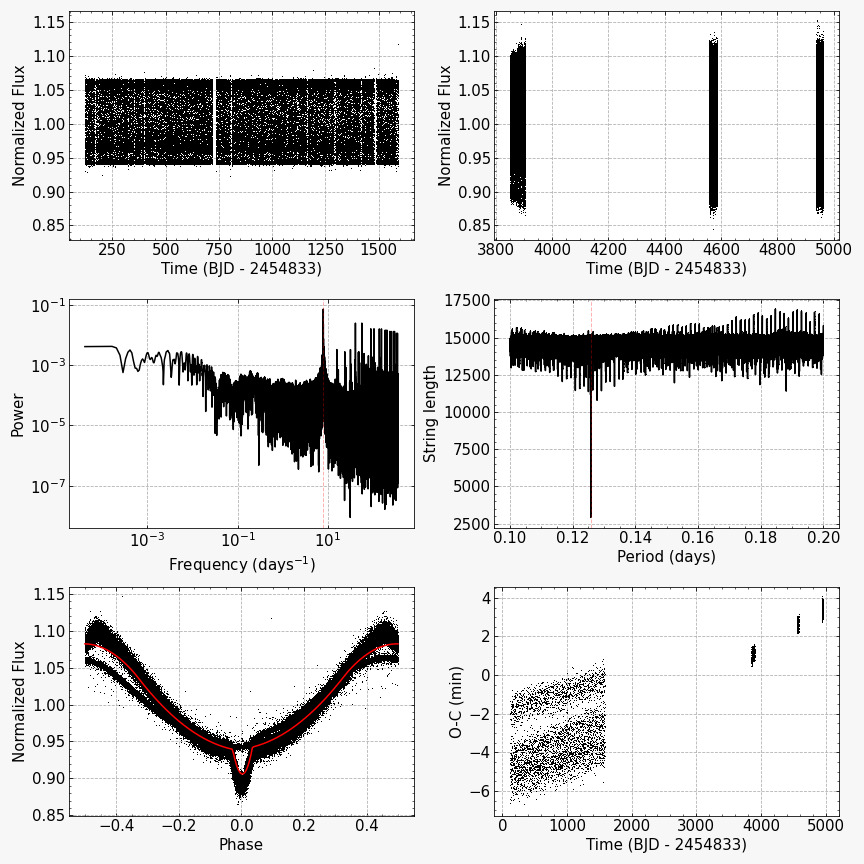 1.15
1.10
1.05
1.00
0.95
0.90
0.85
Normalized Flux
250 500 750 1000 1250 1500
Time (BJD - 2454833)
1.15
1.10
1.05
1.00
0.95
0.90
0.85
Normalized Flux
3800 4000 4200 4400 4600 4800 5000
Time (BJD - 2454833)
10−1
10−3
10−5
10−7
Power
10−3 10−1 101
Frequency (days−1)
17500
15000
12500
10000
7500
5000
2500
String length
0.10 0.12 0.14 0.16 0.18 0.20
Period (days)
1.15
1.10
1.05
1.00
0.95
0.90
0.85
Normalized Flux
−0.4 −0.2 0.0 0.2 0.4
Phase
4
2
0
−2
−4
−6
O-C (min)
0 1000 2000 3000 4000 5000
Time (BJD - 2454833)